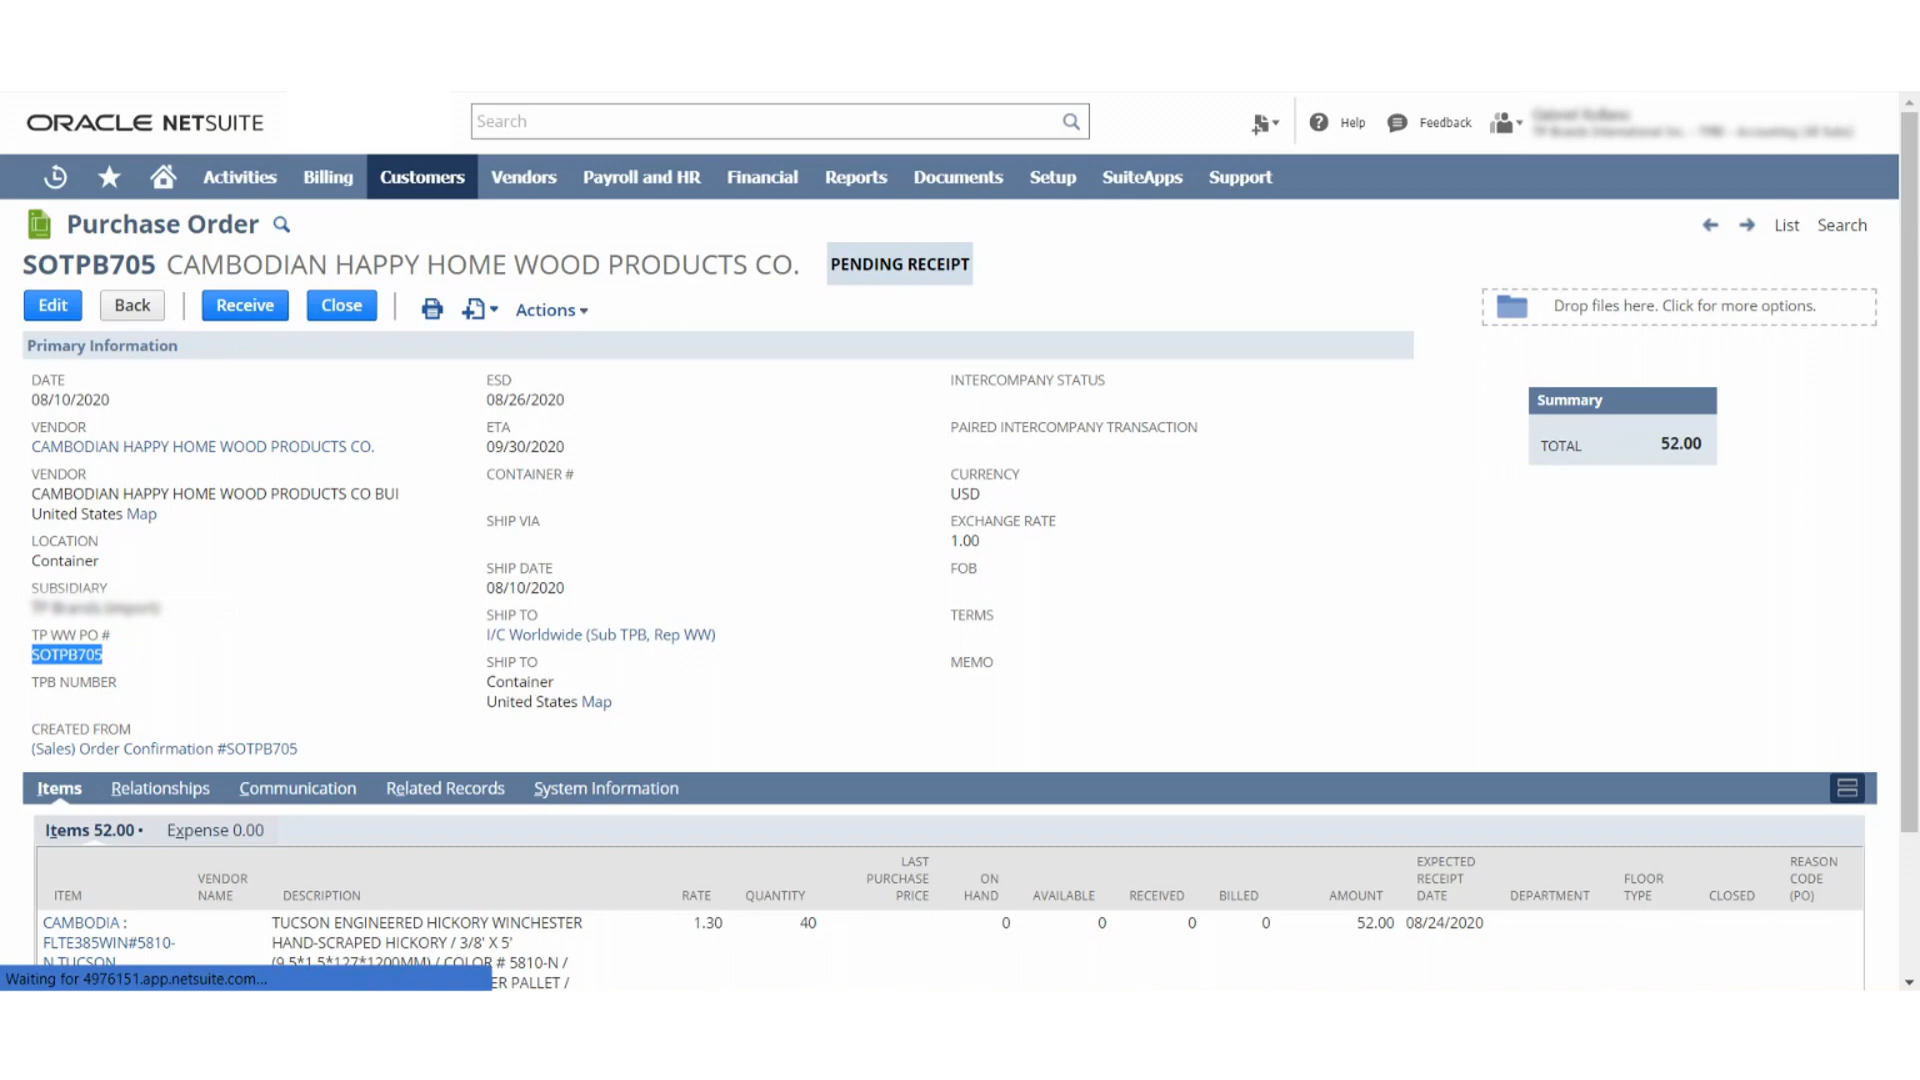 ORACLE NETSUITE
Search
Help
Feedback
Activities Billing Customers Vendors Payroll and HR Financial Reports Documents Setup SuiteApps Support
Purchase Order
List Search
SOTPB705 CAMBODIAN HAPPY HOME WOOD PRODUCTS CO. PENDING RECEIPT
Edit Back Receive Close Actions
Drop files here. Click for more options.
Primary Information
DATE
08/10/2020
VENDOR
CAMBODIAN HAPPY HOME WOOD PRODUCTS CO.
VENDOR
CAMBODIAN HAPPY HOME WOOD PRODUCTS CO BUI
United States Map
LOCATION
Container
SUBSIDIARY
TP WW PO #
SOTPB705
TPB NUMBER
CREATED FROM
(Sales) Order Confirmation #SOTPB705
ESD
08/26/2020
ETA
09/30/2020
CONTAINER #
SHIP VIA
SHIP DATE
08/10/2020
SHIP TO
I/C Worldwide (Sub TPB, Rep WW)
SHIP TO
Container
United States Map
INTERCOMPANY STATUS
PAIRED INTERCOMPANY TRANSACTION
CURRENCY
USD
EXCHANGE RATE
1.00
FOB
TERMS
MEMO
Summary
TOTAL 52.00
Items Relationships Communication Related Records System Information
Items 52.00 • Expense 0.00
ITEM
VENDOR
NAME
DESCRIPTION
RATE
QUANTITY
LAST
PURCHASE
PRICE
ON
HAND
AVAILABLE
RECEIVED
BILLED
AMOUNT
EXPECTED
RECEIPT
DATE
DEPARTMENT
FLOOR
TYPE
CLOSED
REASON
CODE
(PO)
CAMBODIA :
FLTE385WIN#5810-
N TUCSON
TUCSON ENGINEERED HICKORY WINCHESTER
HAND-SCRAPED HICKORY / 3/8' X 5'
(9.5*1.5*127*1200MM) / COLOR # 5810-N /
ER PALLET /
1.30 40 0 0 0 0 52.00 08/24/2020
Waiting for 4976151.app.netsuite.com...